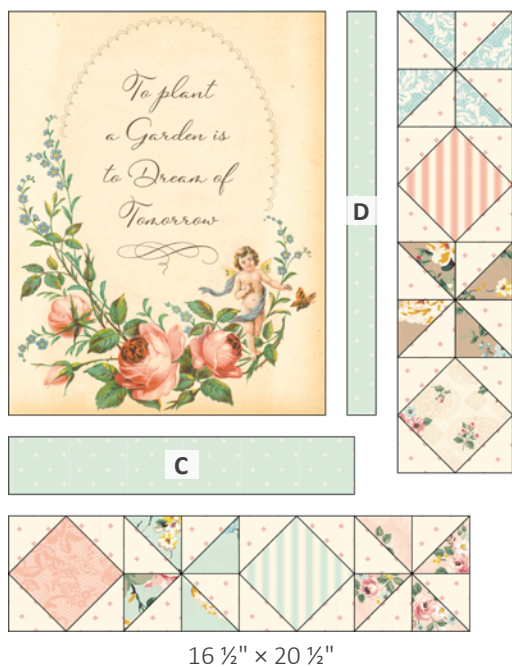 To plant
a Garden is
to Dream of
Tomorrow
D
C
16 ½" × 20 ½"